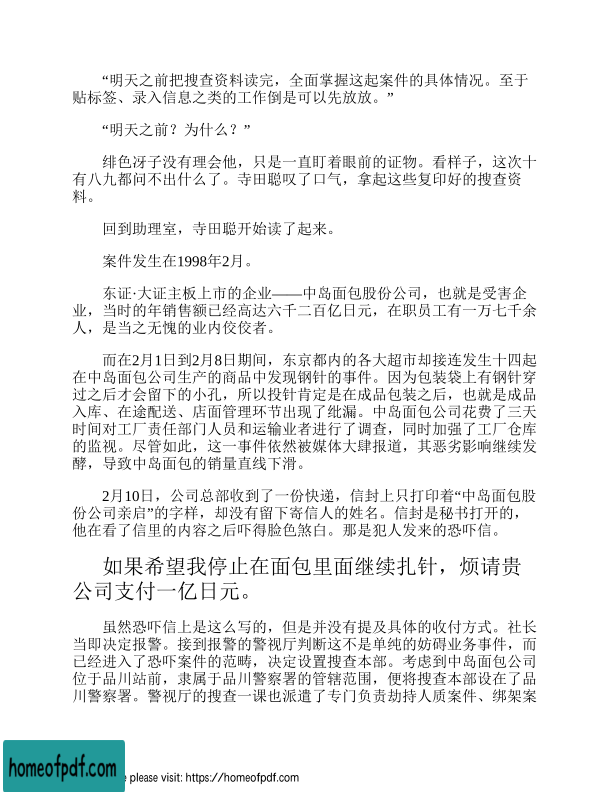 “明天之前把搜查资料读完，全面掌握这起案件的具体情况。至于
贴标签、录入信息之类的工作倒是可以先放放。”
“明天之前？为什么？”
绯色冴子没有理会他，只是一直盯着眼前的证物。看样子，这次十
有八九都问不出什么了。寺田聪叹了口气，拿起这些复印好的搜查资
料。
回到助理室，寺田聪开始读了起来。
案件发生在1998年2月。
东证·大证主板上市的企业——中岛面包股份公司，也就是受害企
业，当时的年销售额已经高达六千二百亿日元，在职员工有一万七千余
人，是当之无愧的业内佼佼者。
而在2月1日到2月8日期间，东京都内的各大超市却接连发生十四起
在中岛面包公司生产的商品中发现钢针的事件。因为包装袋上有钢针穿
过之后才会留下的小孔，所以投针肯定是在成品包装之后，也就是成品
入库、在途配送、店面管理环节出现了纰漏。中岛面包公司花费了三天
时间对工厂责任部门人员和运输业者进行了调查，同时加强了工厂仓库
的监视。尽管如此，这一事件依然被媒体大肆报道，其恶劣影响继续发
酵，导致中岛面包的销量直线下滑。
2月10日，公司总部收到了一份快递，信封上只打印着“中岛面包股
份公司亲启”的字样，却没有留下寄信人的姓名。信封是秘书打开的，
他在看了信里的内容之后吓得脸色煞白。那是犯人发来的恐吓信。
如果希望我停止在面包里面继续扎针，烦请贵
公司支付一亿日元。
虽然恐吓信上是这么写的，但是并没有提及具体的收付方式。社长
当即决定报警。接到报警的警视厅判断这不是单纯的妨碍业务事件，而
已经进入了恐吓案件的范畴，决定设置搜查本部。考虑到中岛面包公司
位于品川站前，隶属于品川警察署的管辖范围，便将搜查本部设在了品
川警察署。警视厅的搜查一课也派遣了专门负责劫持人质案件、绑架案
homeofpdf.com
e please visit: https://homeofpdf.com